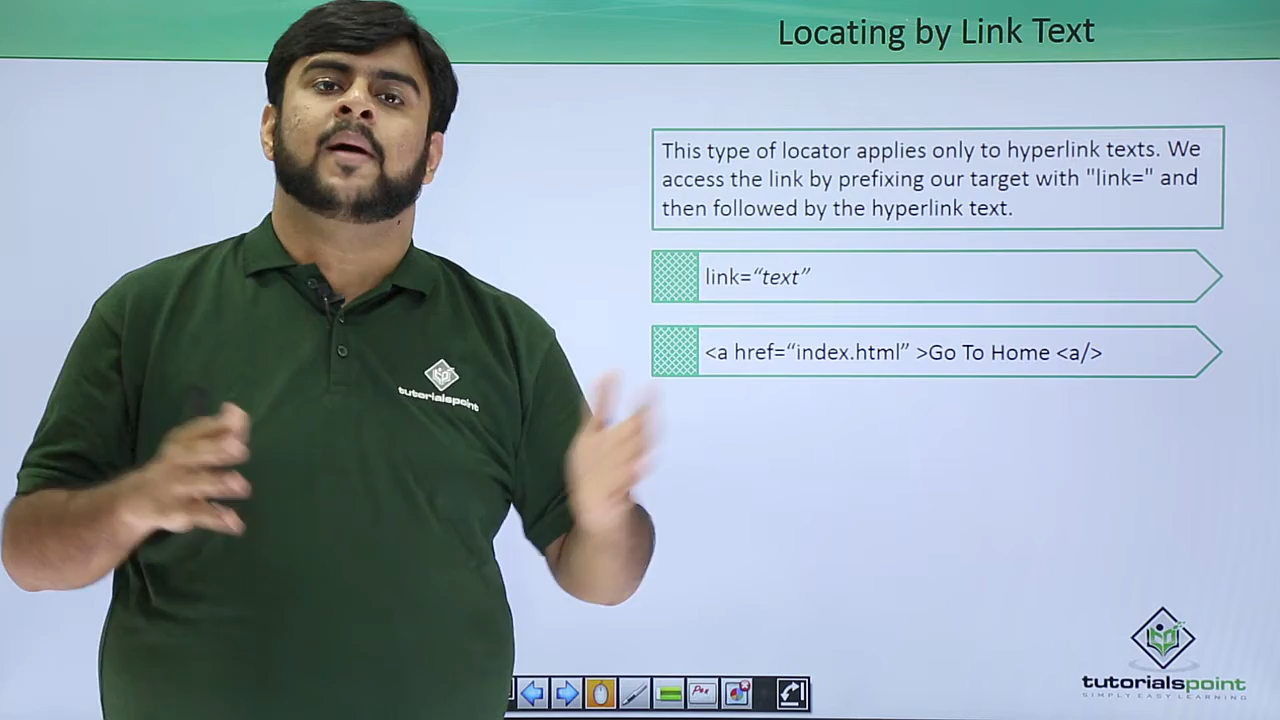 Locating by Link Text
This type of locator applies only to hyperlink texts. We
access the link by prefixing our target with "link=" and
then followed by the hyperlink text.
link=“text”
<a href=“index.html” >Go To Home <a/>
tutorialspoint
Pen
tutorialspoint
SIMPLY EASY LEARNING